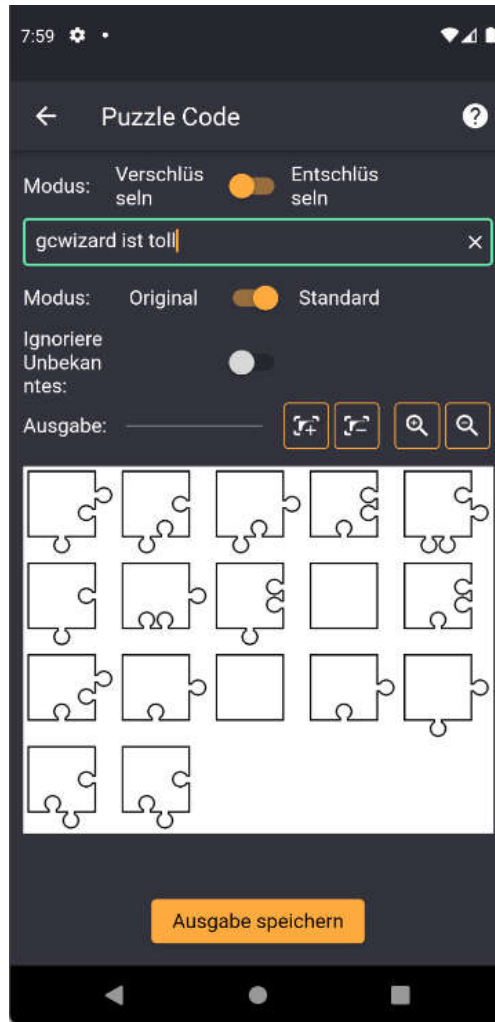 7:59
Puzzle Code
Modus: Verschlüs
seln Entschlüs
seln
gcwizard ist toll
Modus: Original Standard
Ignoriere
Unbekan
ntes:
Ausgabe:
Ausgabe speichern